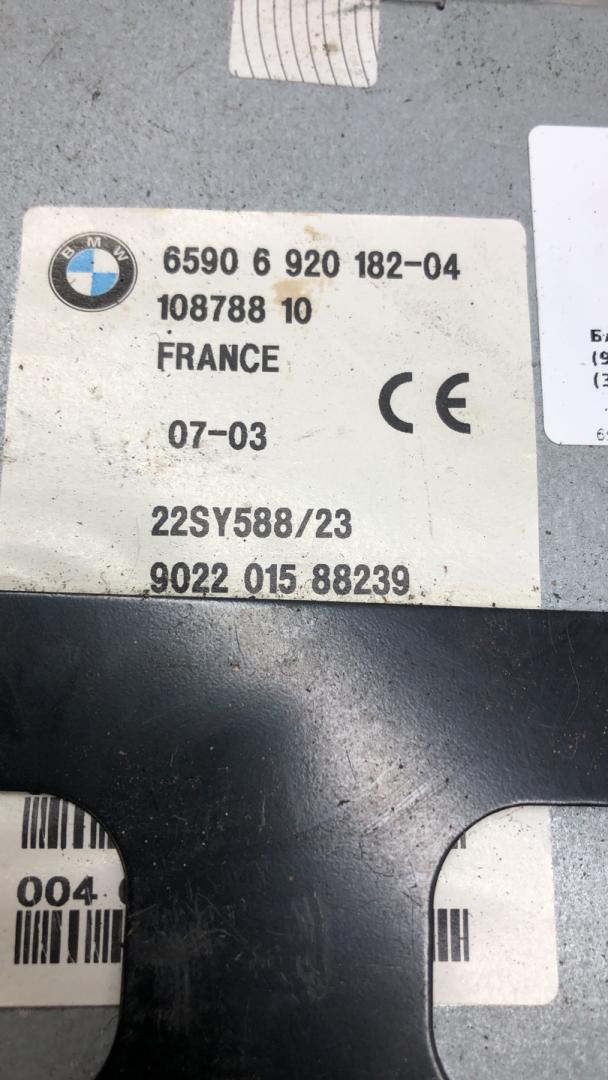 BMW
6590 6 920 182-04
108788 10
FRANCE
CE
07-03
22SY588/23
9022 015 88239
004